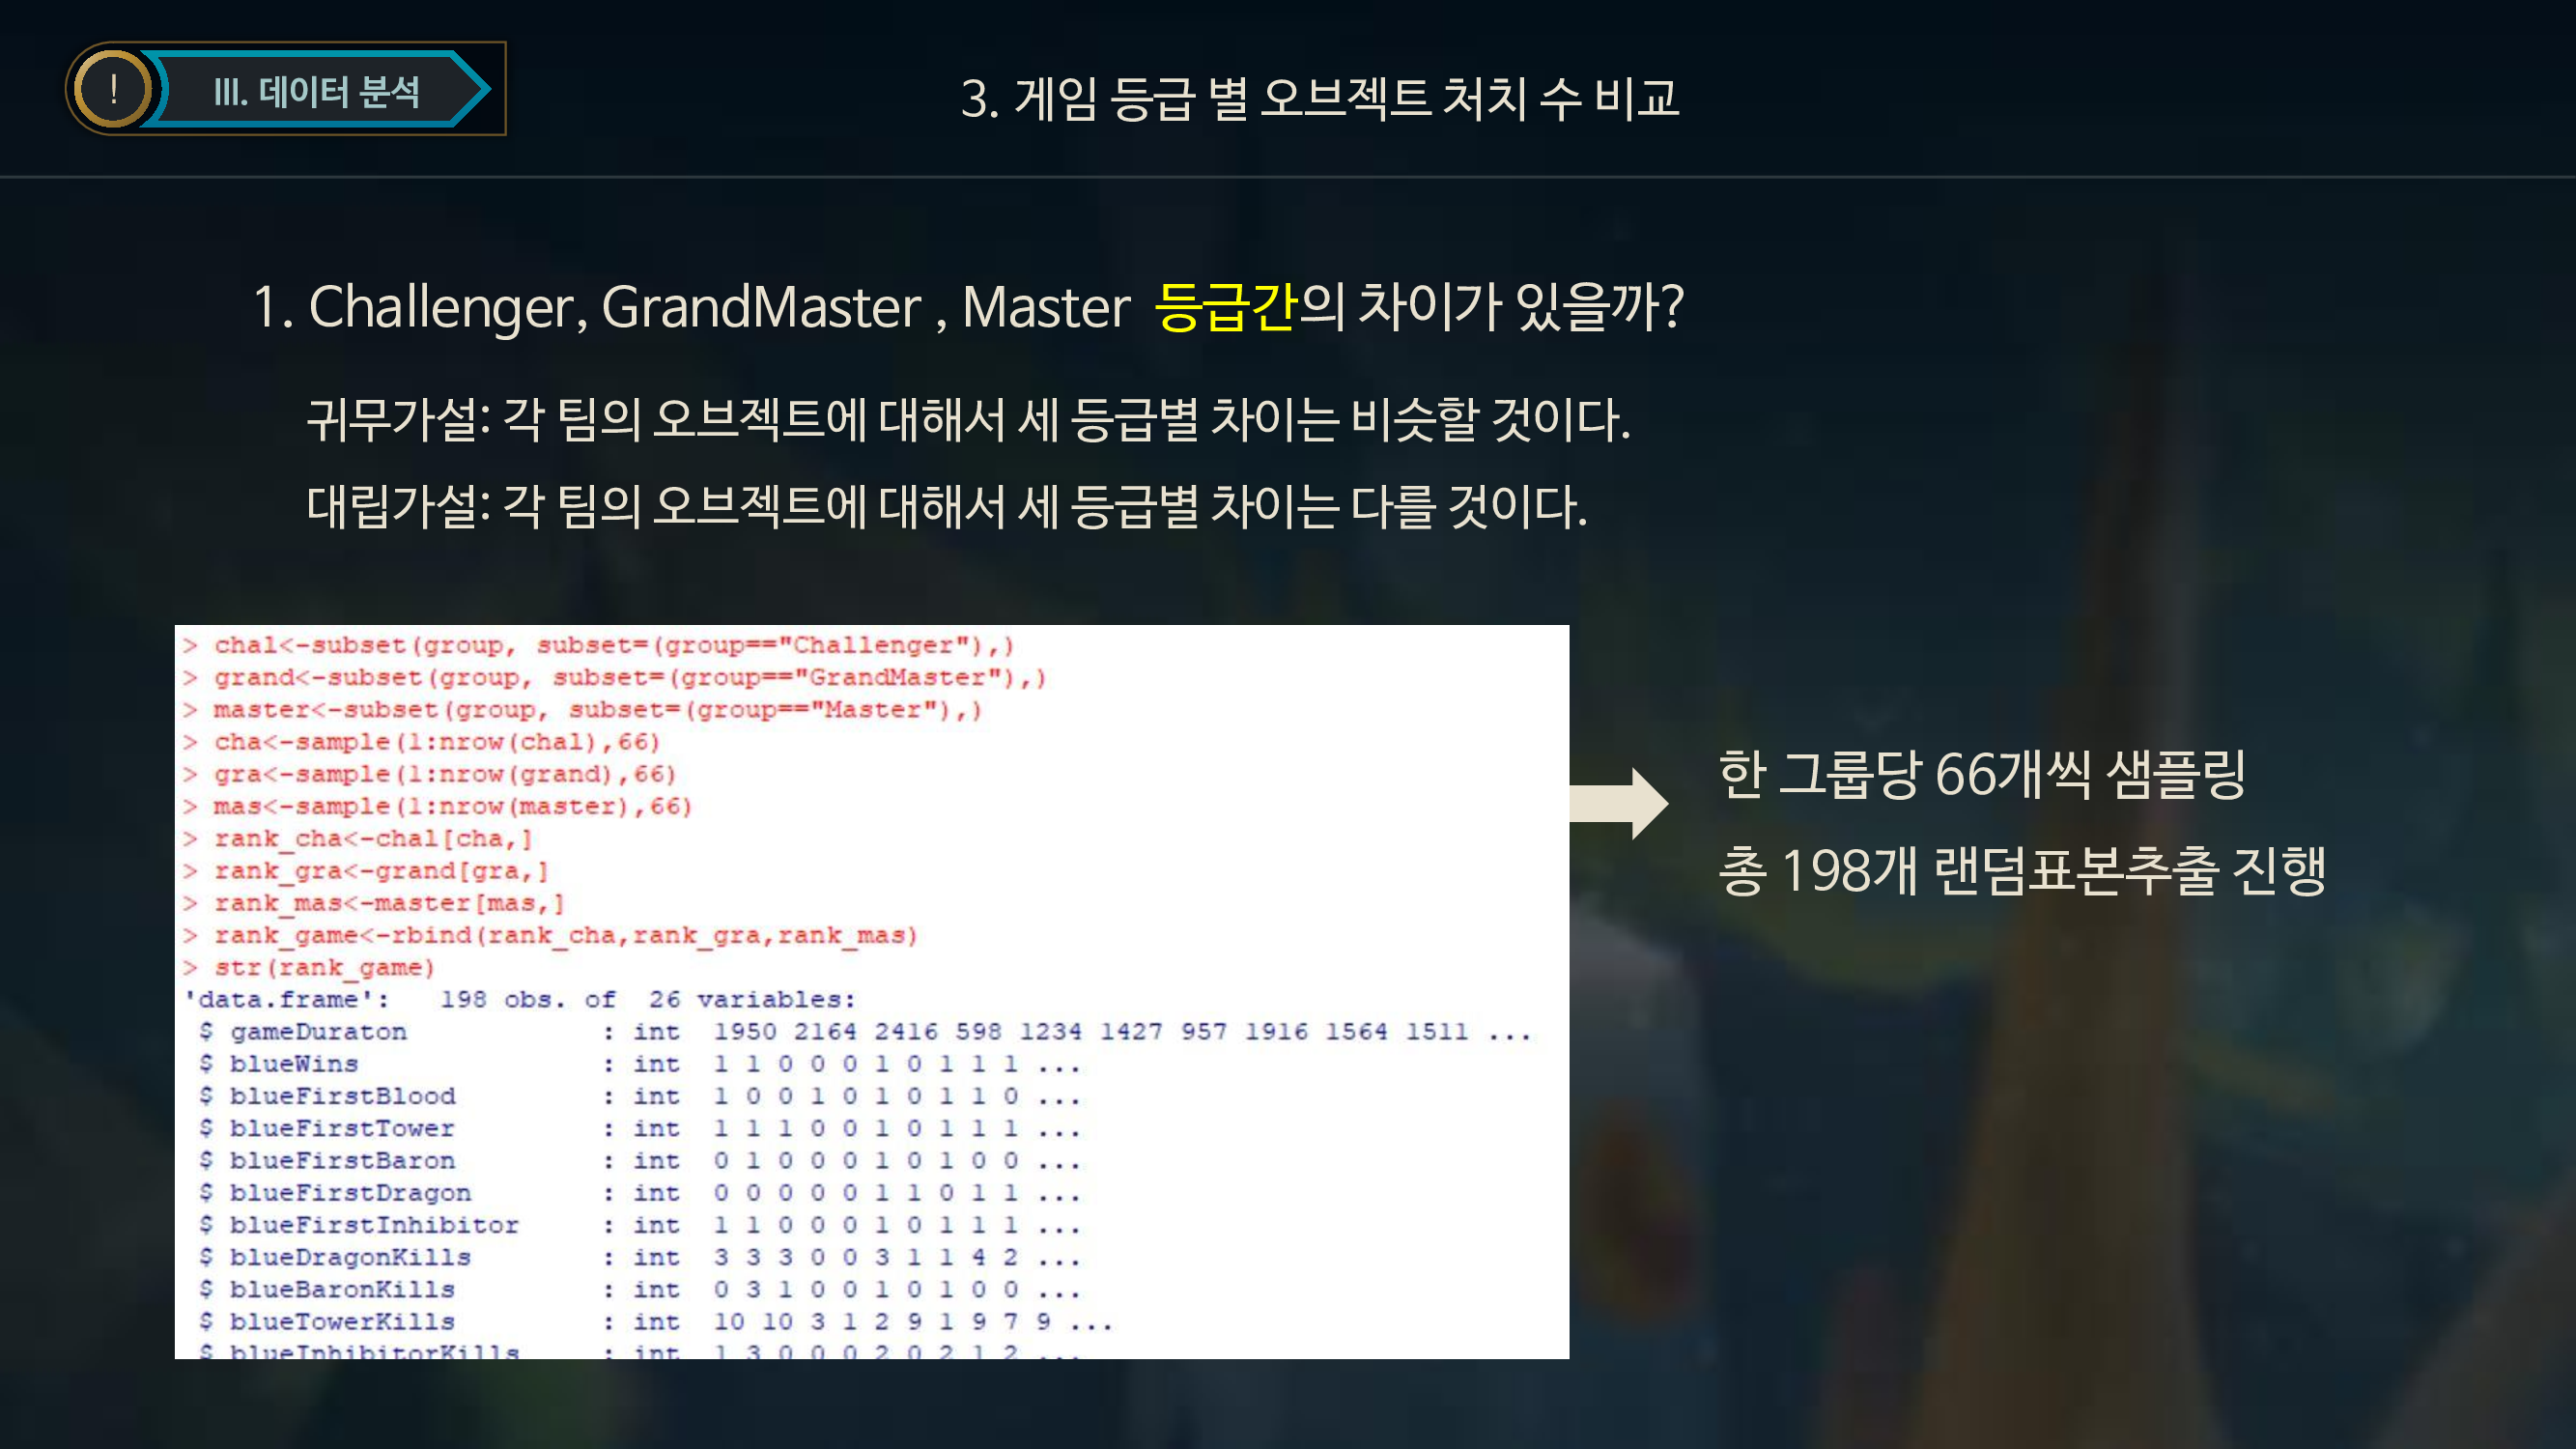 !
III. 데이터 분석
3. 게임 등급 별 오브젝트 처치 수 비교
1. Challenger, GrandMaster , Master 등급간의 차이가 있을까?
귀무가설: 각 팀의 오브젝트에 대해서 세 등급별 차이는 비슷할 것이다.
대립가설: 각 팀의 오브젝트에 대해서 세 등급별 차이는 다를 것이다.
> chal<-subset(group, subset=(group=="Challenger"),)
> grand<-subset(group, subset=(group=="GrandMaster"),)
> master<-subset(group, subset=(group=="Master"),)
> cha<-sample(1:nrow(chal),66)
> gra<-sample(1:nrow(grand),66)
> mas<-sample(1:nrow(master),66)
> rank_cha<-chal[cha,]
> rank_gra<-grand[gra,]
> rank_mas<-master[mas,]
> rank_game<-rbind(rank_cha,rank_gra,rank_mas)
> str(rank_game)
'data.frame':   198 obs. of  26 variables:
$ gameDuraton : int 1950 2164 2416 598 1234 1427 957 1916 1564 1511 ...
$ blueWins : int 1 1 0 0 0 1 0 1 1 1 ...
$ blueFirstBlood : int 1 0 0 1 0 1 0 1 1 0 ...
$ blueFirstTower : int 1 1 1 0 0 1 0 1 1 1 ...
$ blueFirstBaron : int 0 1 0 0 0 1 0 1 0 0 ...
$ blueFirstDragon : int 0 0 0 0 0 1 1 0 1 1 ...
$ blueFirstInhibitor : int 1 1 0 0 0 1 0 1 1 1 ...
$ blueDragonKills : int 3 3 3 0 0 3 1 1 4 2 ...
$ blueBaronKills : int 0 3 1 0 0 1 0 1 0 0 ...
$ blueTowerKills : int 10 10 3 1 2 9 1 9 7 9 ...
$ blueInhibitorKills : int 1 3 0 0 0 2 0 2 1 2 ...
한 그룹당 66개씩 샘플링
총 198개 랜덤표본추출 진행